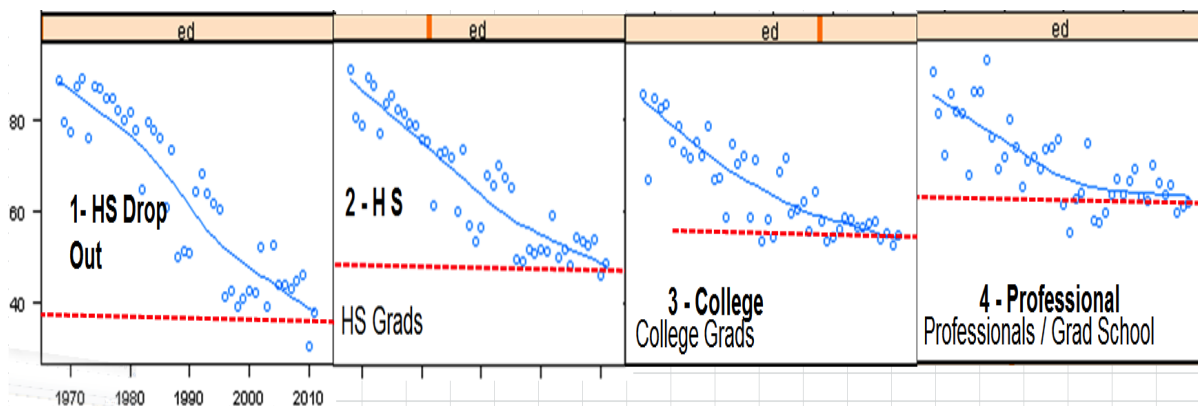 ed
ed
ed
ed
80
60
40
1- HS Drop
Out
2 - H S
HS Grads
3 - College
College Grads
4 - Professional
Professionals / Grad School
1970 1980 1990 2000 2010